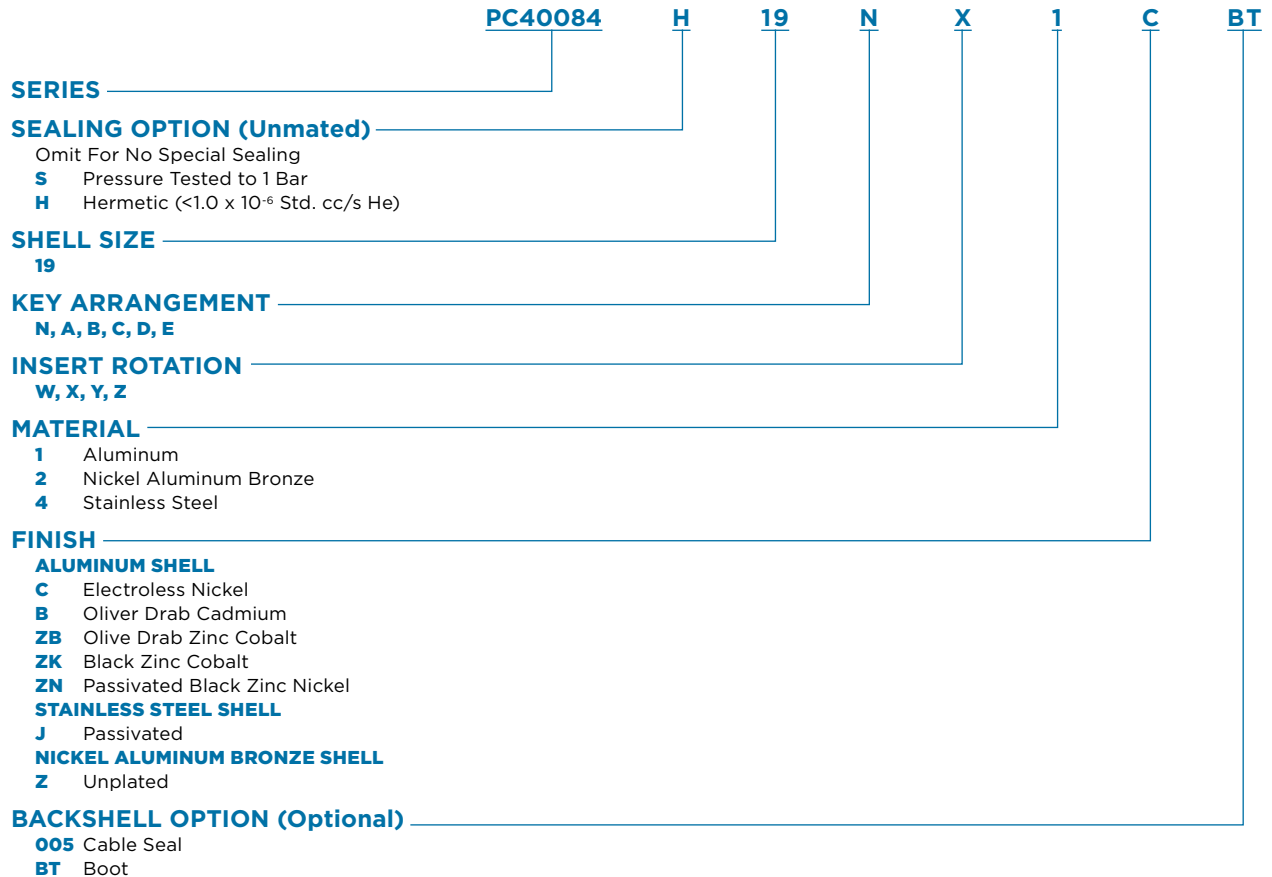 PC40084 H 19 N X 1 C BT
SERIES
SEALING OPTION (Unmated)
Omit For No Special Sealing
S Pressure Tested to 1 Bar
H Hermetic (<1.0 x 10⁻⁶ Std. cc/s He)
SHELL SIZE
19
KEY ARRANGEMENT
N, A, B, C, D, E
INSERT ROTATION
W, X, Y, Z
MATERIAL
1 Aluminum
2 Nickel Aluminum Bronze
4 Stainless Steel
FINISH
ALUMINUM SHELL
C Electroless Nickel
B Oliver Drab Cadmium
ZB Olive Drab Zinc Cobalt
ZK Black Zinc Cobalt
ZN Passivated Black Zinc Nickel
STAINLESS STEEL SHELL
J Passivated
NICKEL ALUMINUM BRONZE SHELL
Z Unplated
BACKSHELL OPTION (Optional)
005 Cable Seal
BT Boot